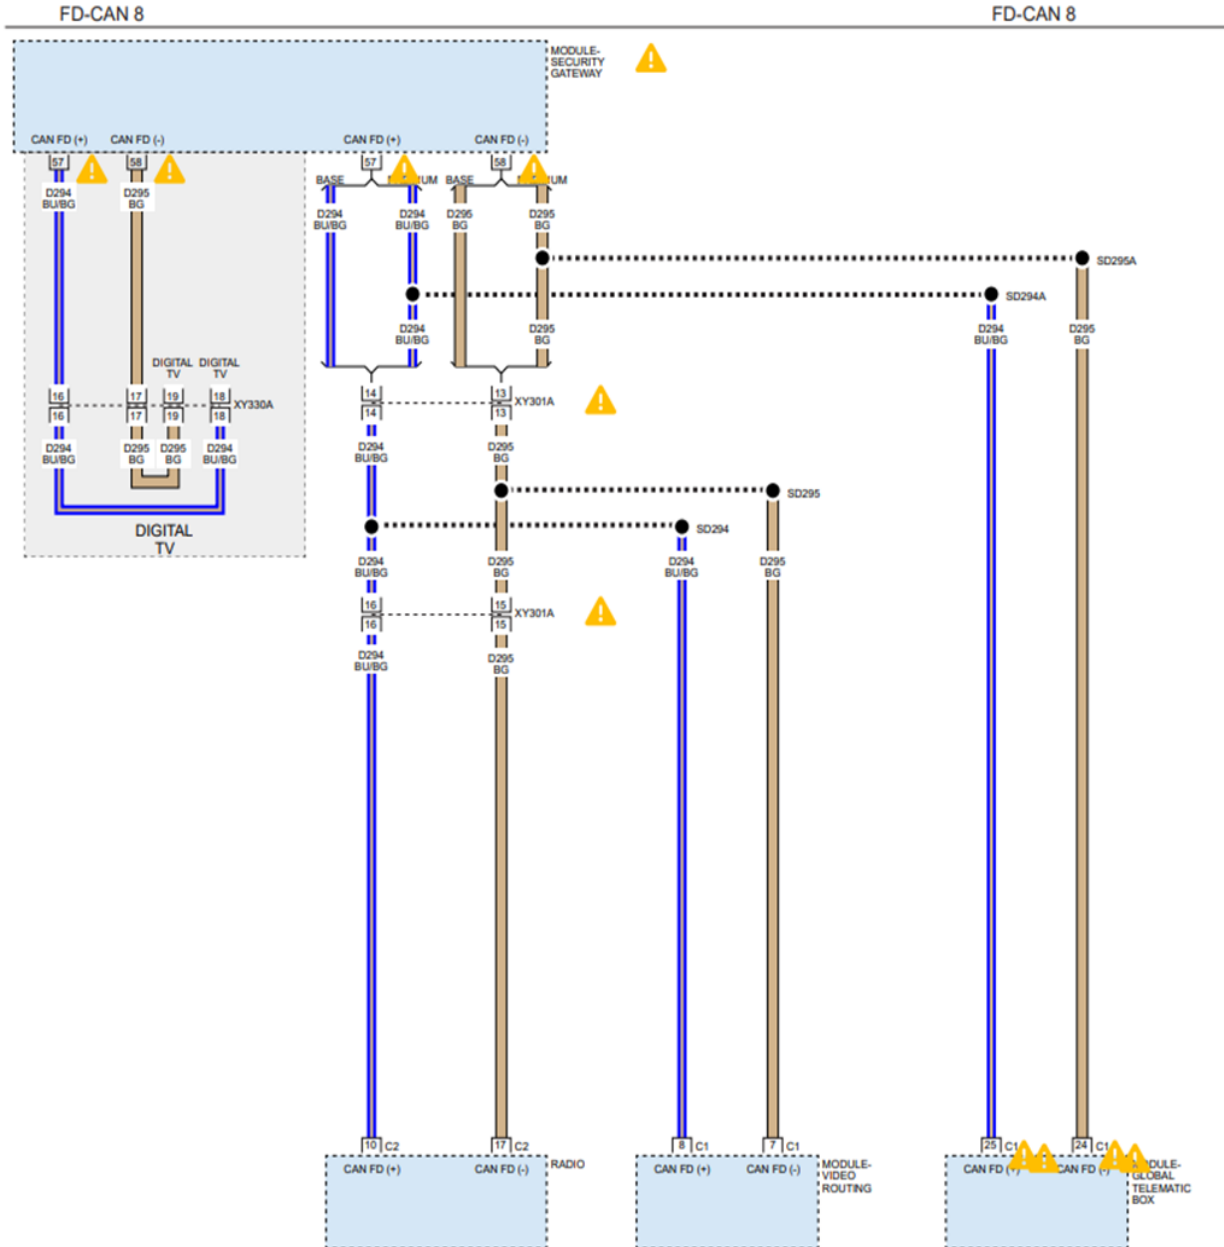 FD-CAN 8
FD-CAN 8
MODULE-
SECURITY
GATEWAY
CAN FD (+)
CAN FD (-)
CAN FD (+)
CAN FD (-)
57
58
57
58
BASE
BASE
D294
BU/BG
D295
BG
D294
BU/BG
D294
BU/BG
D295
BG
D295
BG
SD295A
SD294A
D294
BU/BG
D295
BG
D294
BU/BG
D295
BG
DIGITAL
TV
DIGITAL
TV
16
17
19
18
XY330A
16
17
19
18
14
13
XY301A
14
13
D294
BU/BG
D295
BG
D295
BG
D294
BU/BG
D294
BU/BG
D295
BG
SD295
SD294
DIGITAL
TV
D294
BU/BG
D295
BG
D294
BU/BG
D295
BG
16
15
XY301A
16
15
D294
BU/BG
D295
BG
10
C2
17
C2
8
C1
7
C1
25
C1
24
C1
CAN FD (+)
CAN FD (-)
RADIO
CAN FD (+)
CAN FD (-)
MODULE-
VIDEO
ROUTING
CAN FD (
CAN FD (-)
GLOBAL
TELEMATIC
BOX